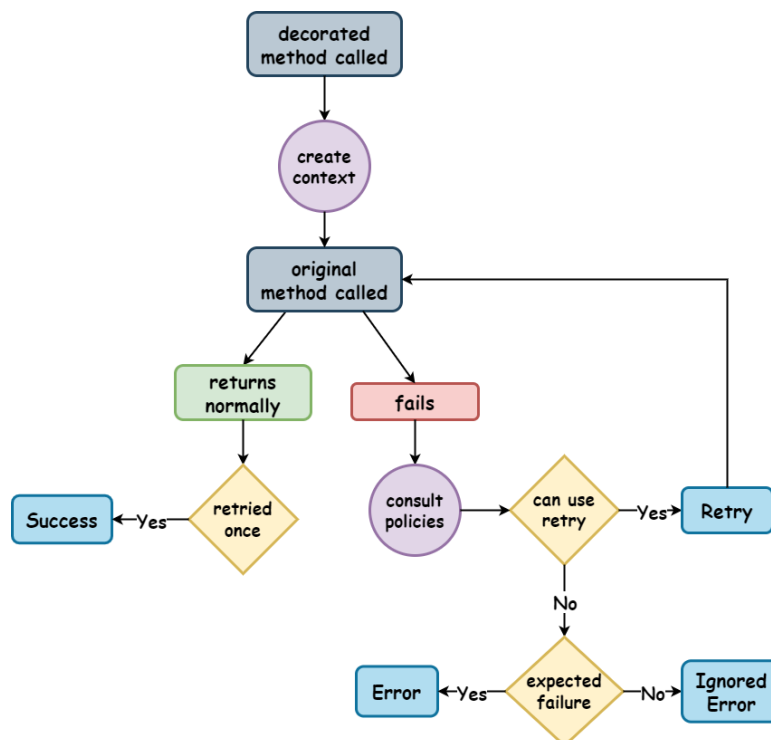 decorated
method called
create
context
original
method called
returns
normally
fails
Success
Yes
retried
once
consult
policies
can use
retry
Yes
Retry
No
Error
Yes
expected
failure
No
Ignored
Error